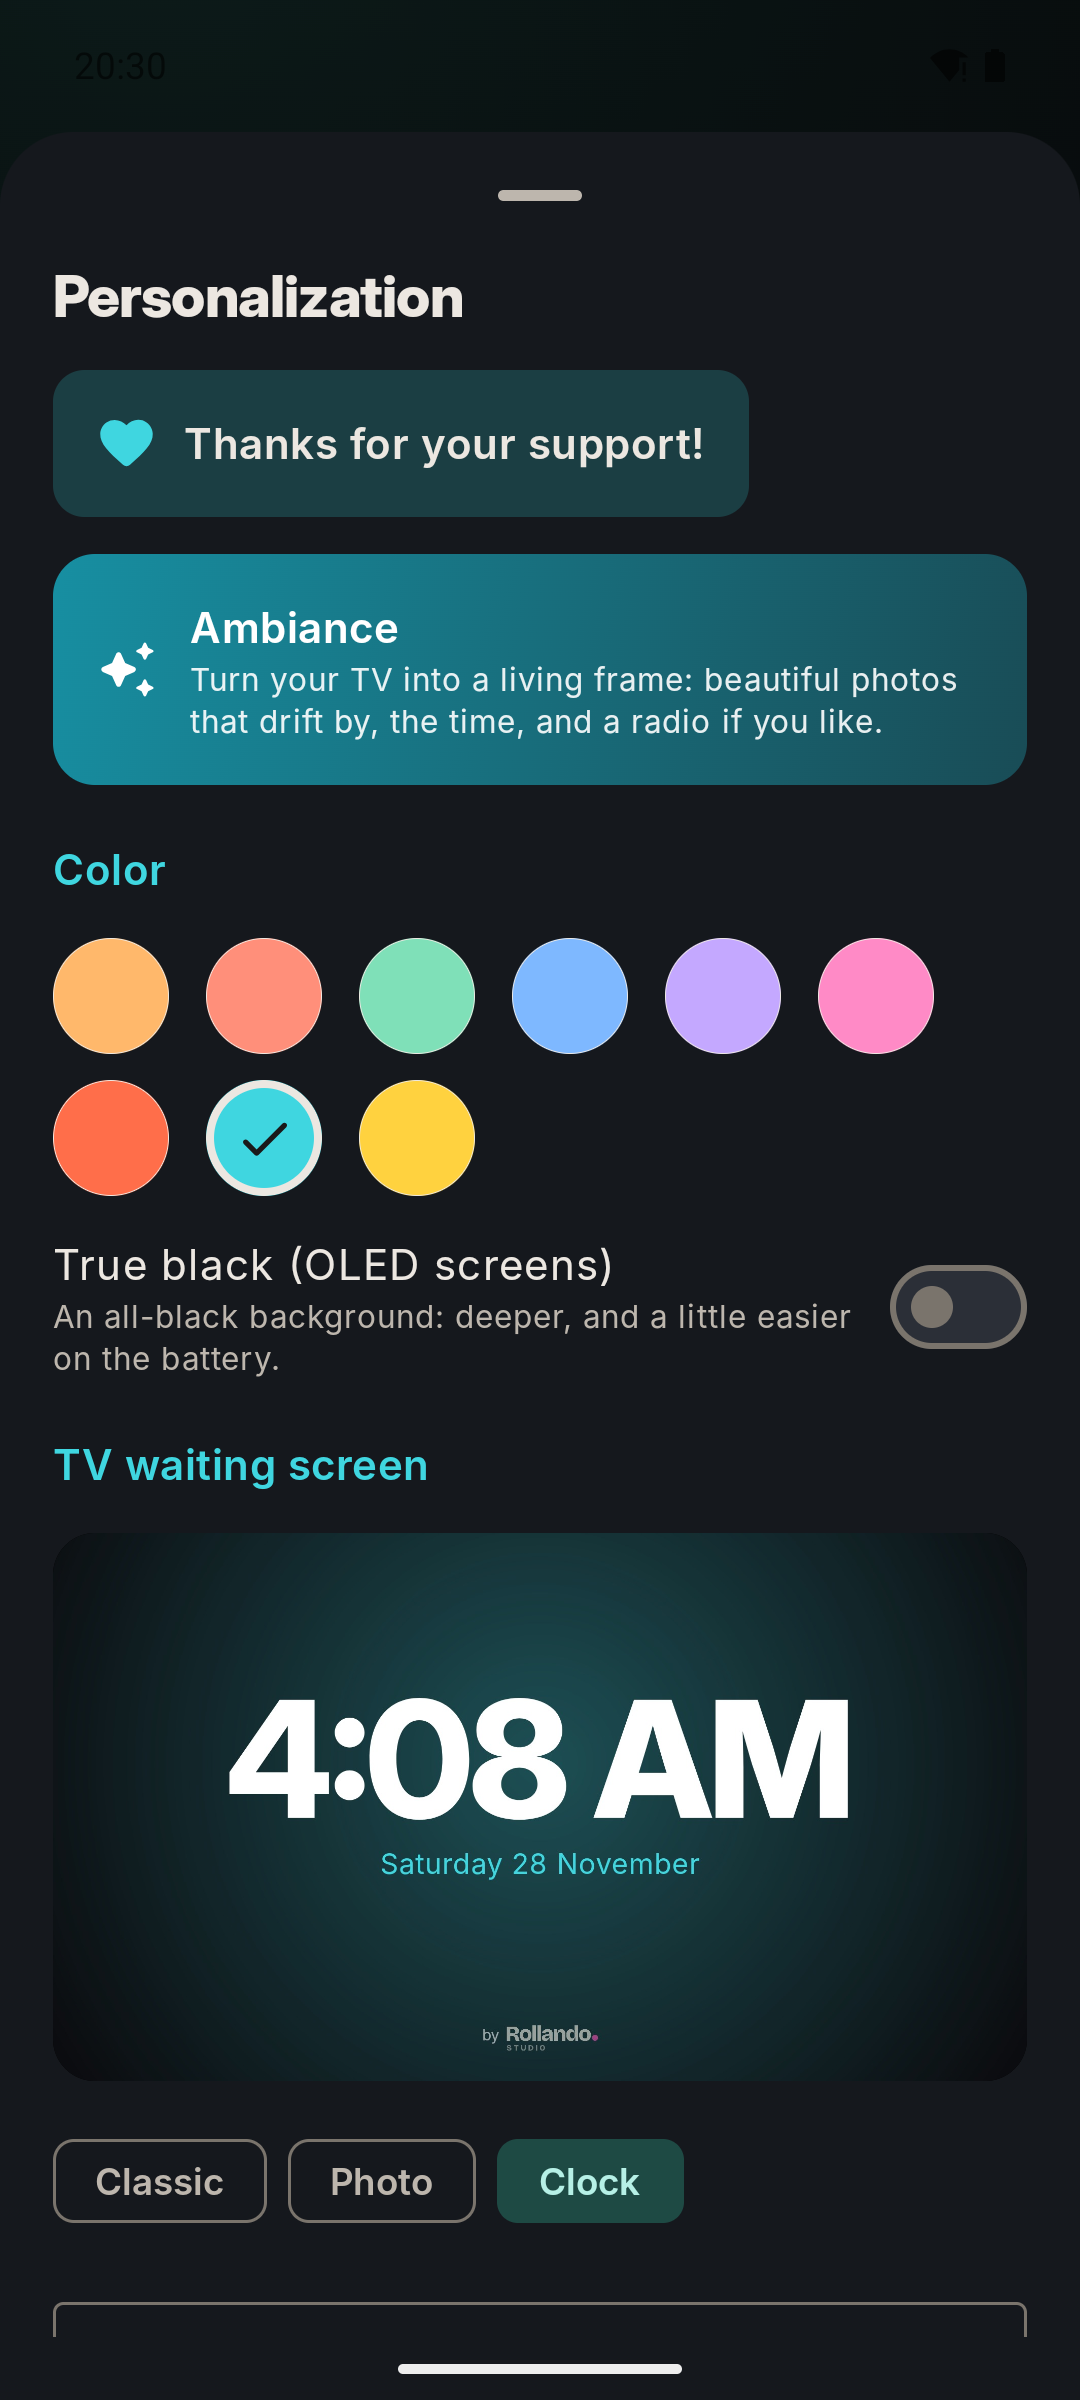 20:30
Personalization
Thanks for your support!
Ambiance
Turn your TV into a living frame: beautiful photos
that drift by, the time, and a radio if you like.
Color
True black (OLED screens)
An all-black background: deeper, and a little easier
on the battery.
TV waiting screen
4:08 AM
Saturday 28 November
by Rollando.
STUDIO
Classic
Photo
Clock